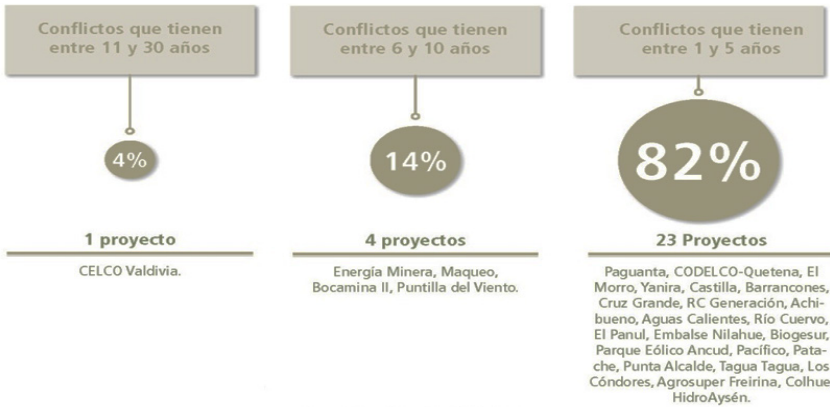 Conflictos que tienen
entre 11 y 30 años
4%
1 proyecto
CELCO Valdivia.
Conflictos que tienen
entre 6 y 10 años
14%
4 proyectos
Energía Minera, Maqueo,
Bocamina II, Puntilla del Viento.
Conflictos que tienen
entre 1 y 5 años
82%
23 Proyectos
Paguanta, CODELCO-Quetena, El
Morro, Yanira, Castilla, Barrancones,
Cruz Grande, RC Generación, Achi-
bueno, Aguas Calientes, Río Cuervo,
El Panul, Embalse Nilahue, Biogesur,
Parque Eólico Ancud, Pacífico, Pata-
che, Punta Alcalde, Tagua Tagua, Los
Cóndores, Agrosuper Freirina, Colhue
HidroAysén.